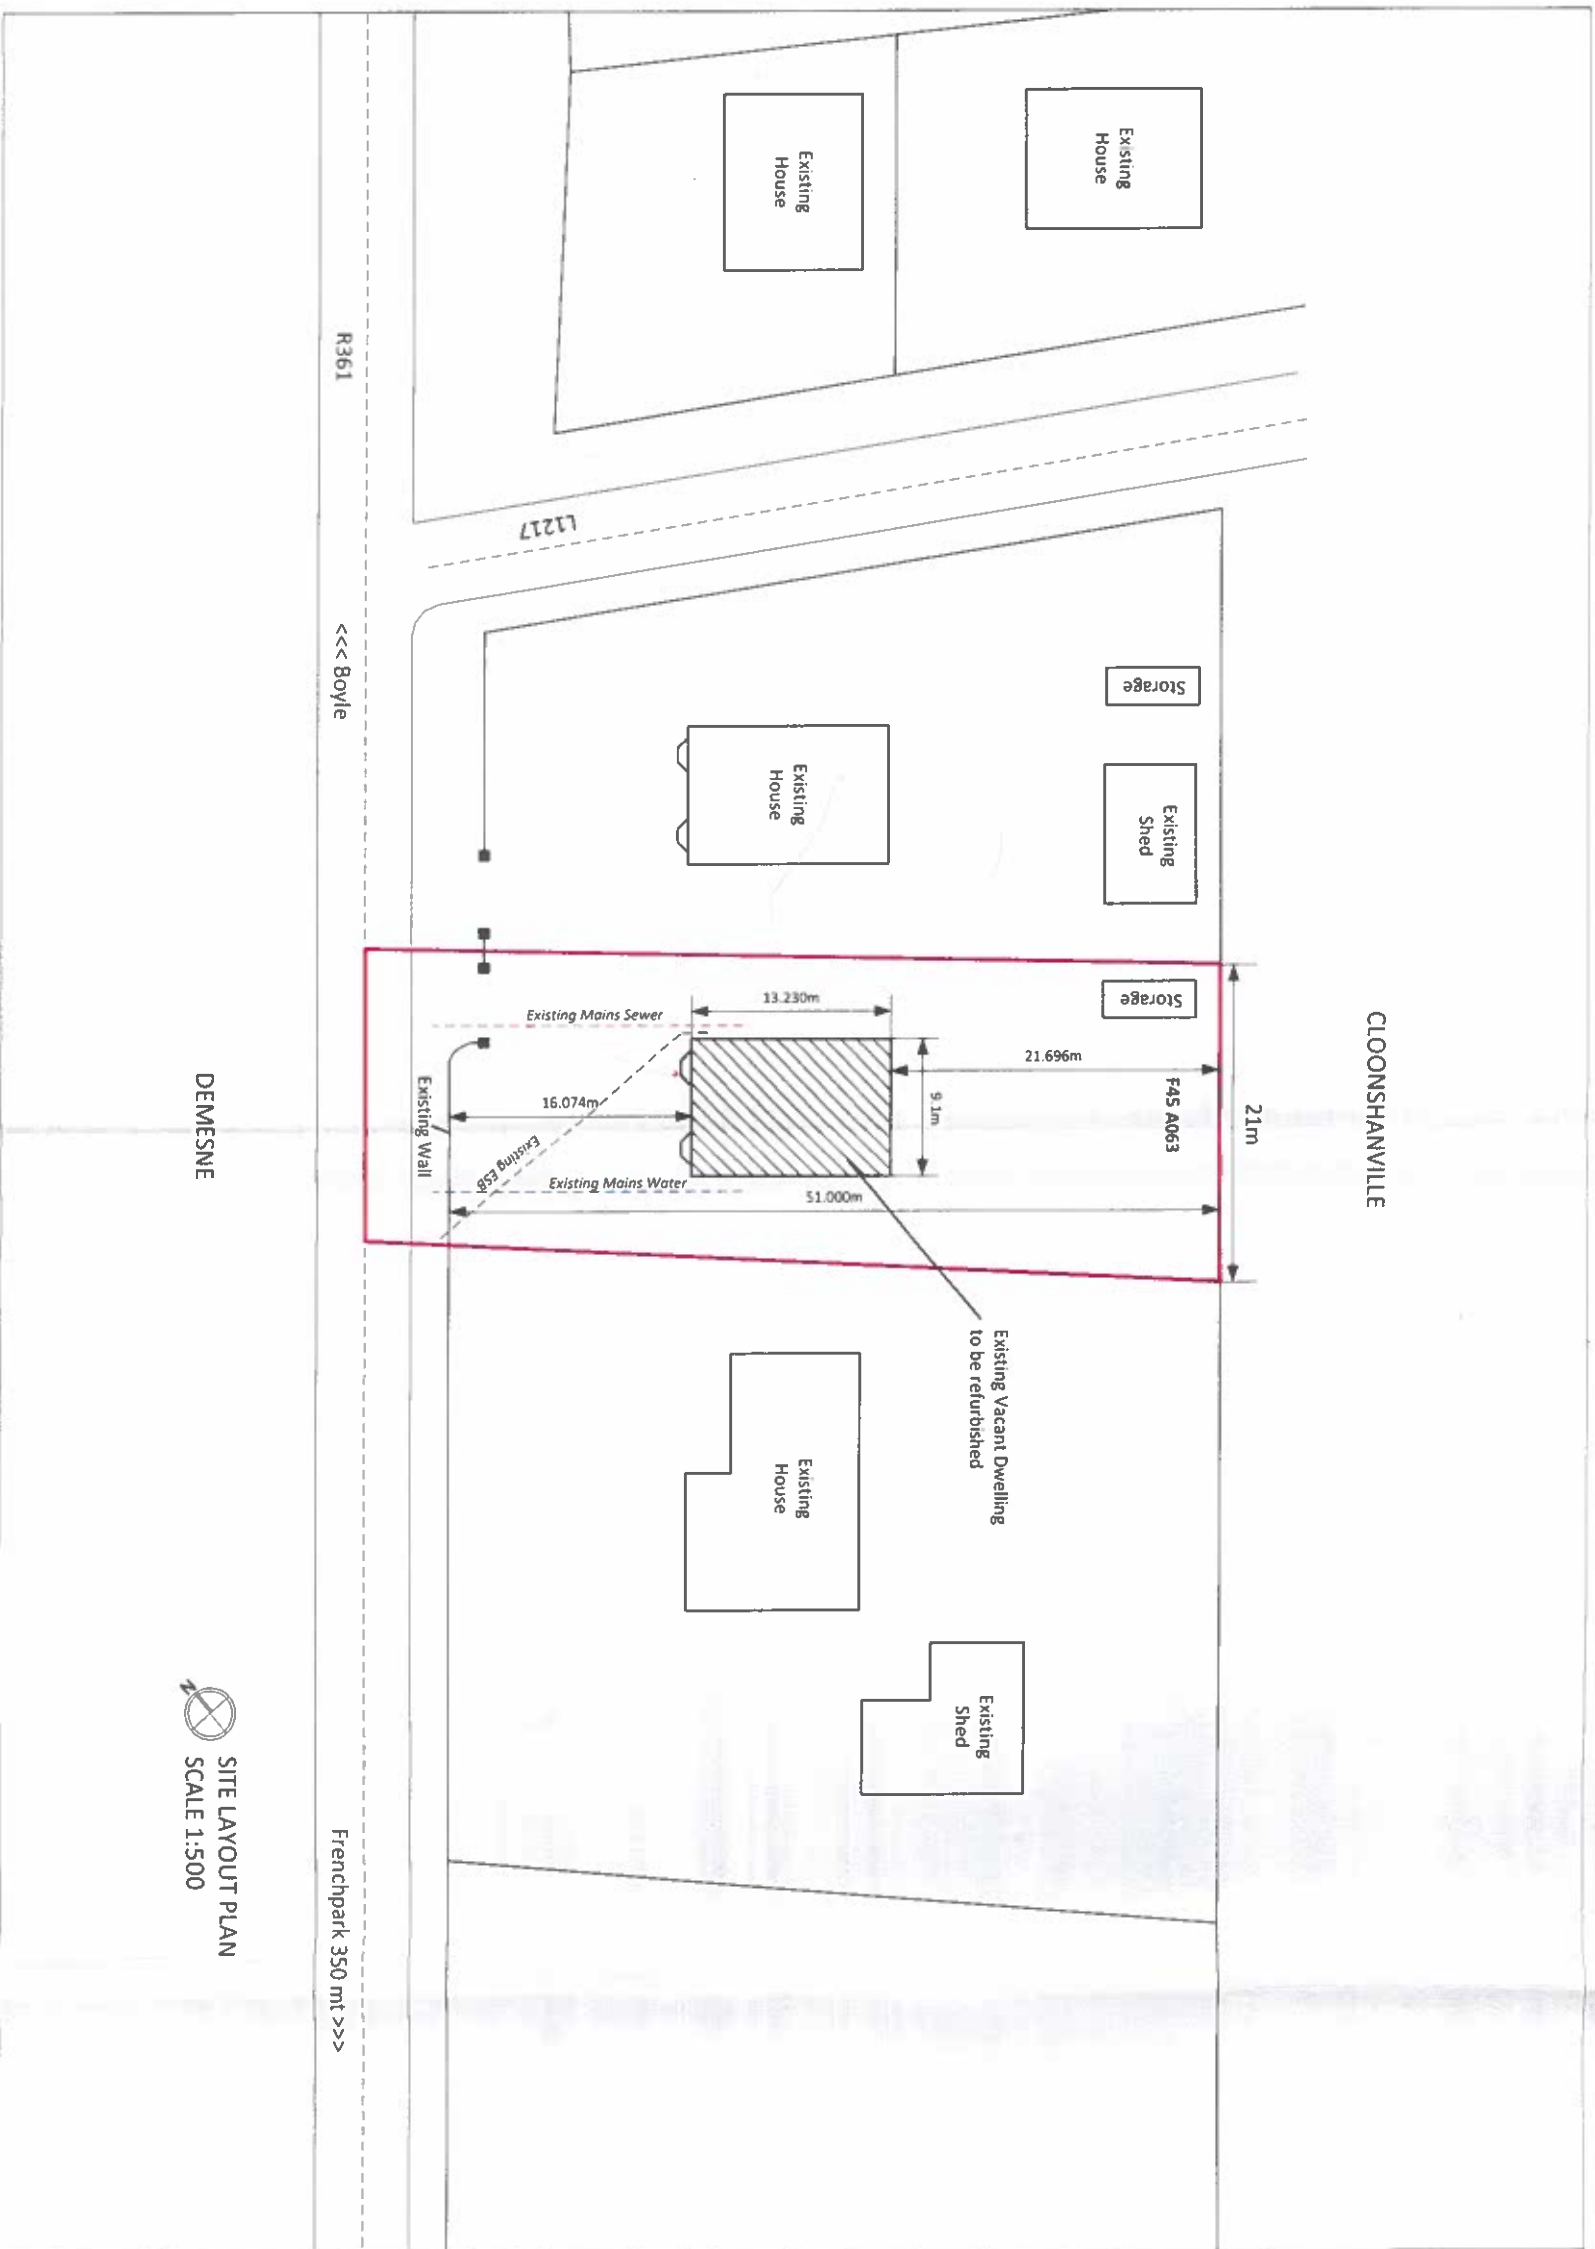 CLOONSHANVILLE
Existing
House
Existing
House
L1217
Storage
Existing
Shed
Existing
House
21m
Storage
F45 A063
21.696m
9.1m
13.230m
51.000m
16.074m
Existing Mains Sewer
Existing Mains Water
Existing ESB
Existing Wall
Existing Vacant Dwelling
to be refurbished
Existing
House
Existing
Shed
R361
<<< Boyle
Frenchpark 350 mt >>>
DEMESNE
N
SITE LAYOUT PLAN
SCALE 1:500